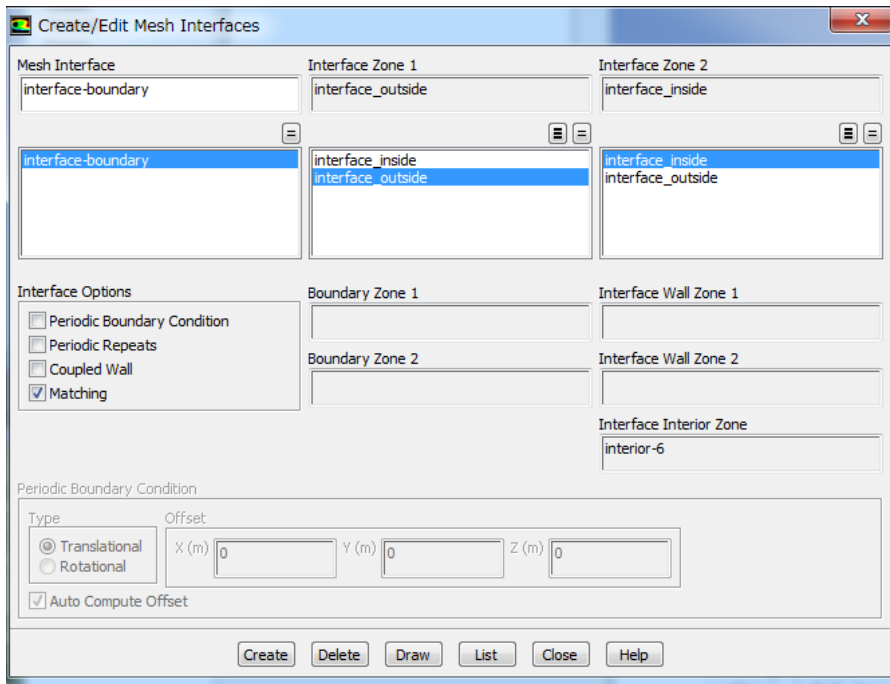 Create/Edit Mesh Interfaces
Mesh Interface
Interface Zone 1
Interface Zone 2
interface-boundary
interface_outside
interface_inside
interface-boundary
interface_inside
interface_outside
interface_inside
interface_outside
Interface Options
Periodic Boundary Condition
Periodic Repeats
Coupled Wall
Matching
Boundary Zone 1
Interface Wall Zone 1
Boundary Zone 2
Interface Wall Zone 2
Interface Interior Zone
interior-6
Periodic Boundary Condition
Type
Translational
Rotational
Offset
X (m) 0
Y (m) 0
Z (m) 0
Auto Compute Offset
Create
Delete
Draw
List
Close
Help